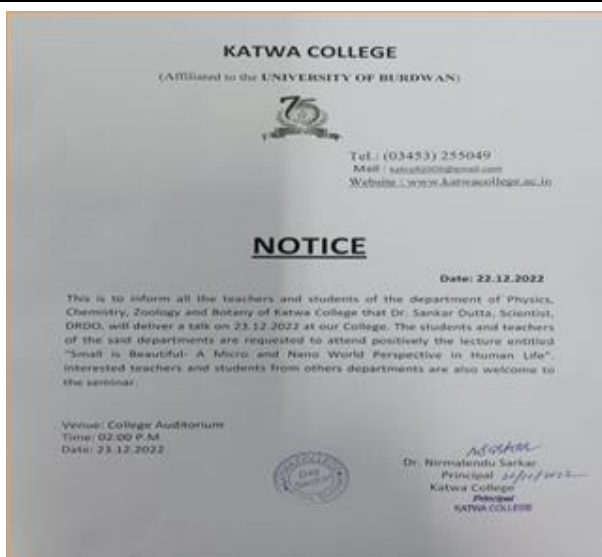 KATWA COLLEGE
(Affiliated to the UNIVERSITY OF BURDWAN)
75
Tel.: (03453) 255049
Mail :
Website : www.katwacollege.ac.in
NOTICE
Date: 22.12.2022
This is to inform all the teachers and students of the department of Physics,
Chemistry, Zoology and Botany of Katwa College that Dr. Sankar Dutta, Scientist,
DRDO, will deliver a talk on 23.12.2022 at our College. The students and teachers
of the said departments are requested to attend positively the lecture entitled
"Small is Beautiful- A Micro and Nano World Perspective in Human Life".
Interested teachers and students from others departments are also welcome to
the seminar.
Venue: College Auditorium
Time: 02:00 P.M
Date: 23.12.2022
Dr. Nirmalendu Sarkar
Principal
Katwa College
Principal
KATWA COLLEGE